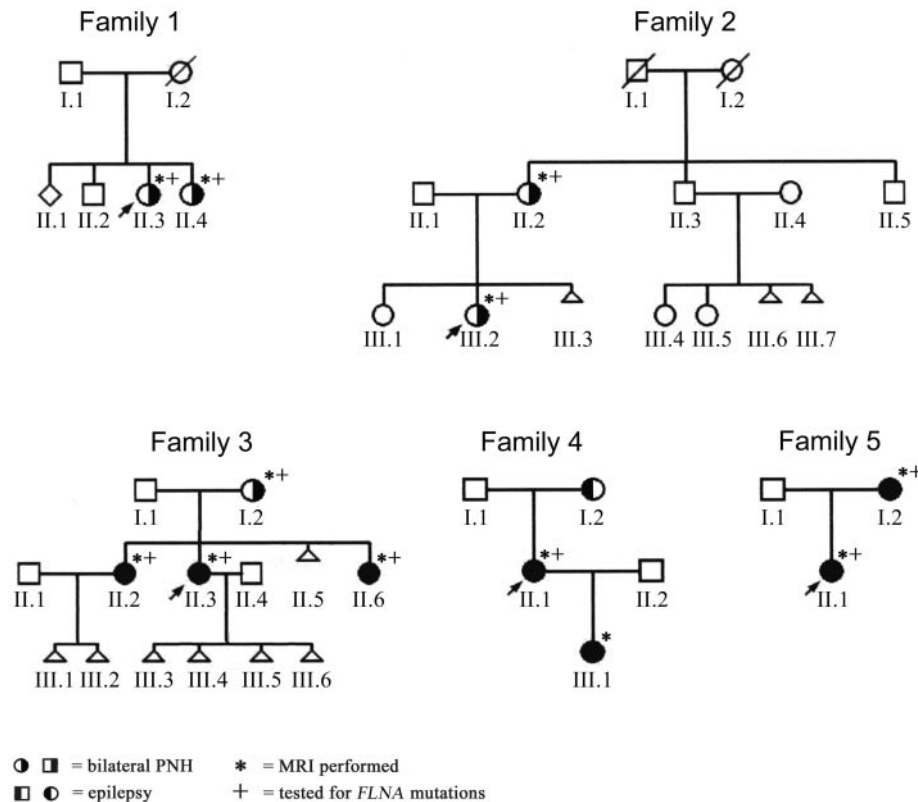 Family 1
Family 2
I.1 I.2
I.1 I.2
*+ *+
II.1 II.2 II.3 II.4
*+
II.1 II.2 II.3 II.4 II.5
*+
III.1 III.2 III.3 III.4 III.5 III.6 III.7
Family 3
Family 4
Family 5
*+
*+
I.1 I.2
I.1 I.2
I.1 I.2
*+ *+ *+
*+
*+
II.1 II.2 II.3 II.4 II.5 II.6
II.1 II.2
II.1
*
III.1 III.2 III.3 III.4 III.5 III.6
III.1
= bilateral PNH * = MRI performed
= epilepsy + = tested for FLNA mutations